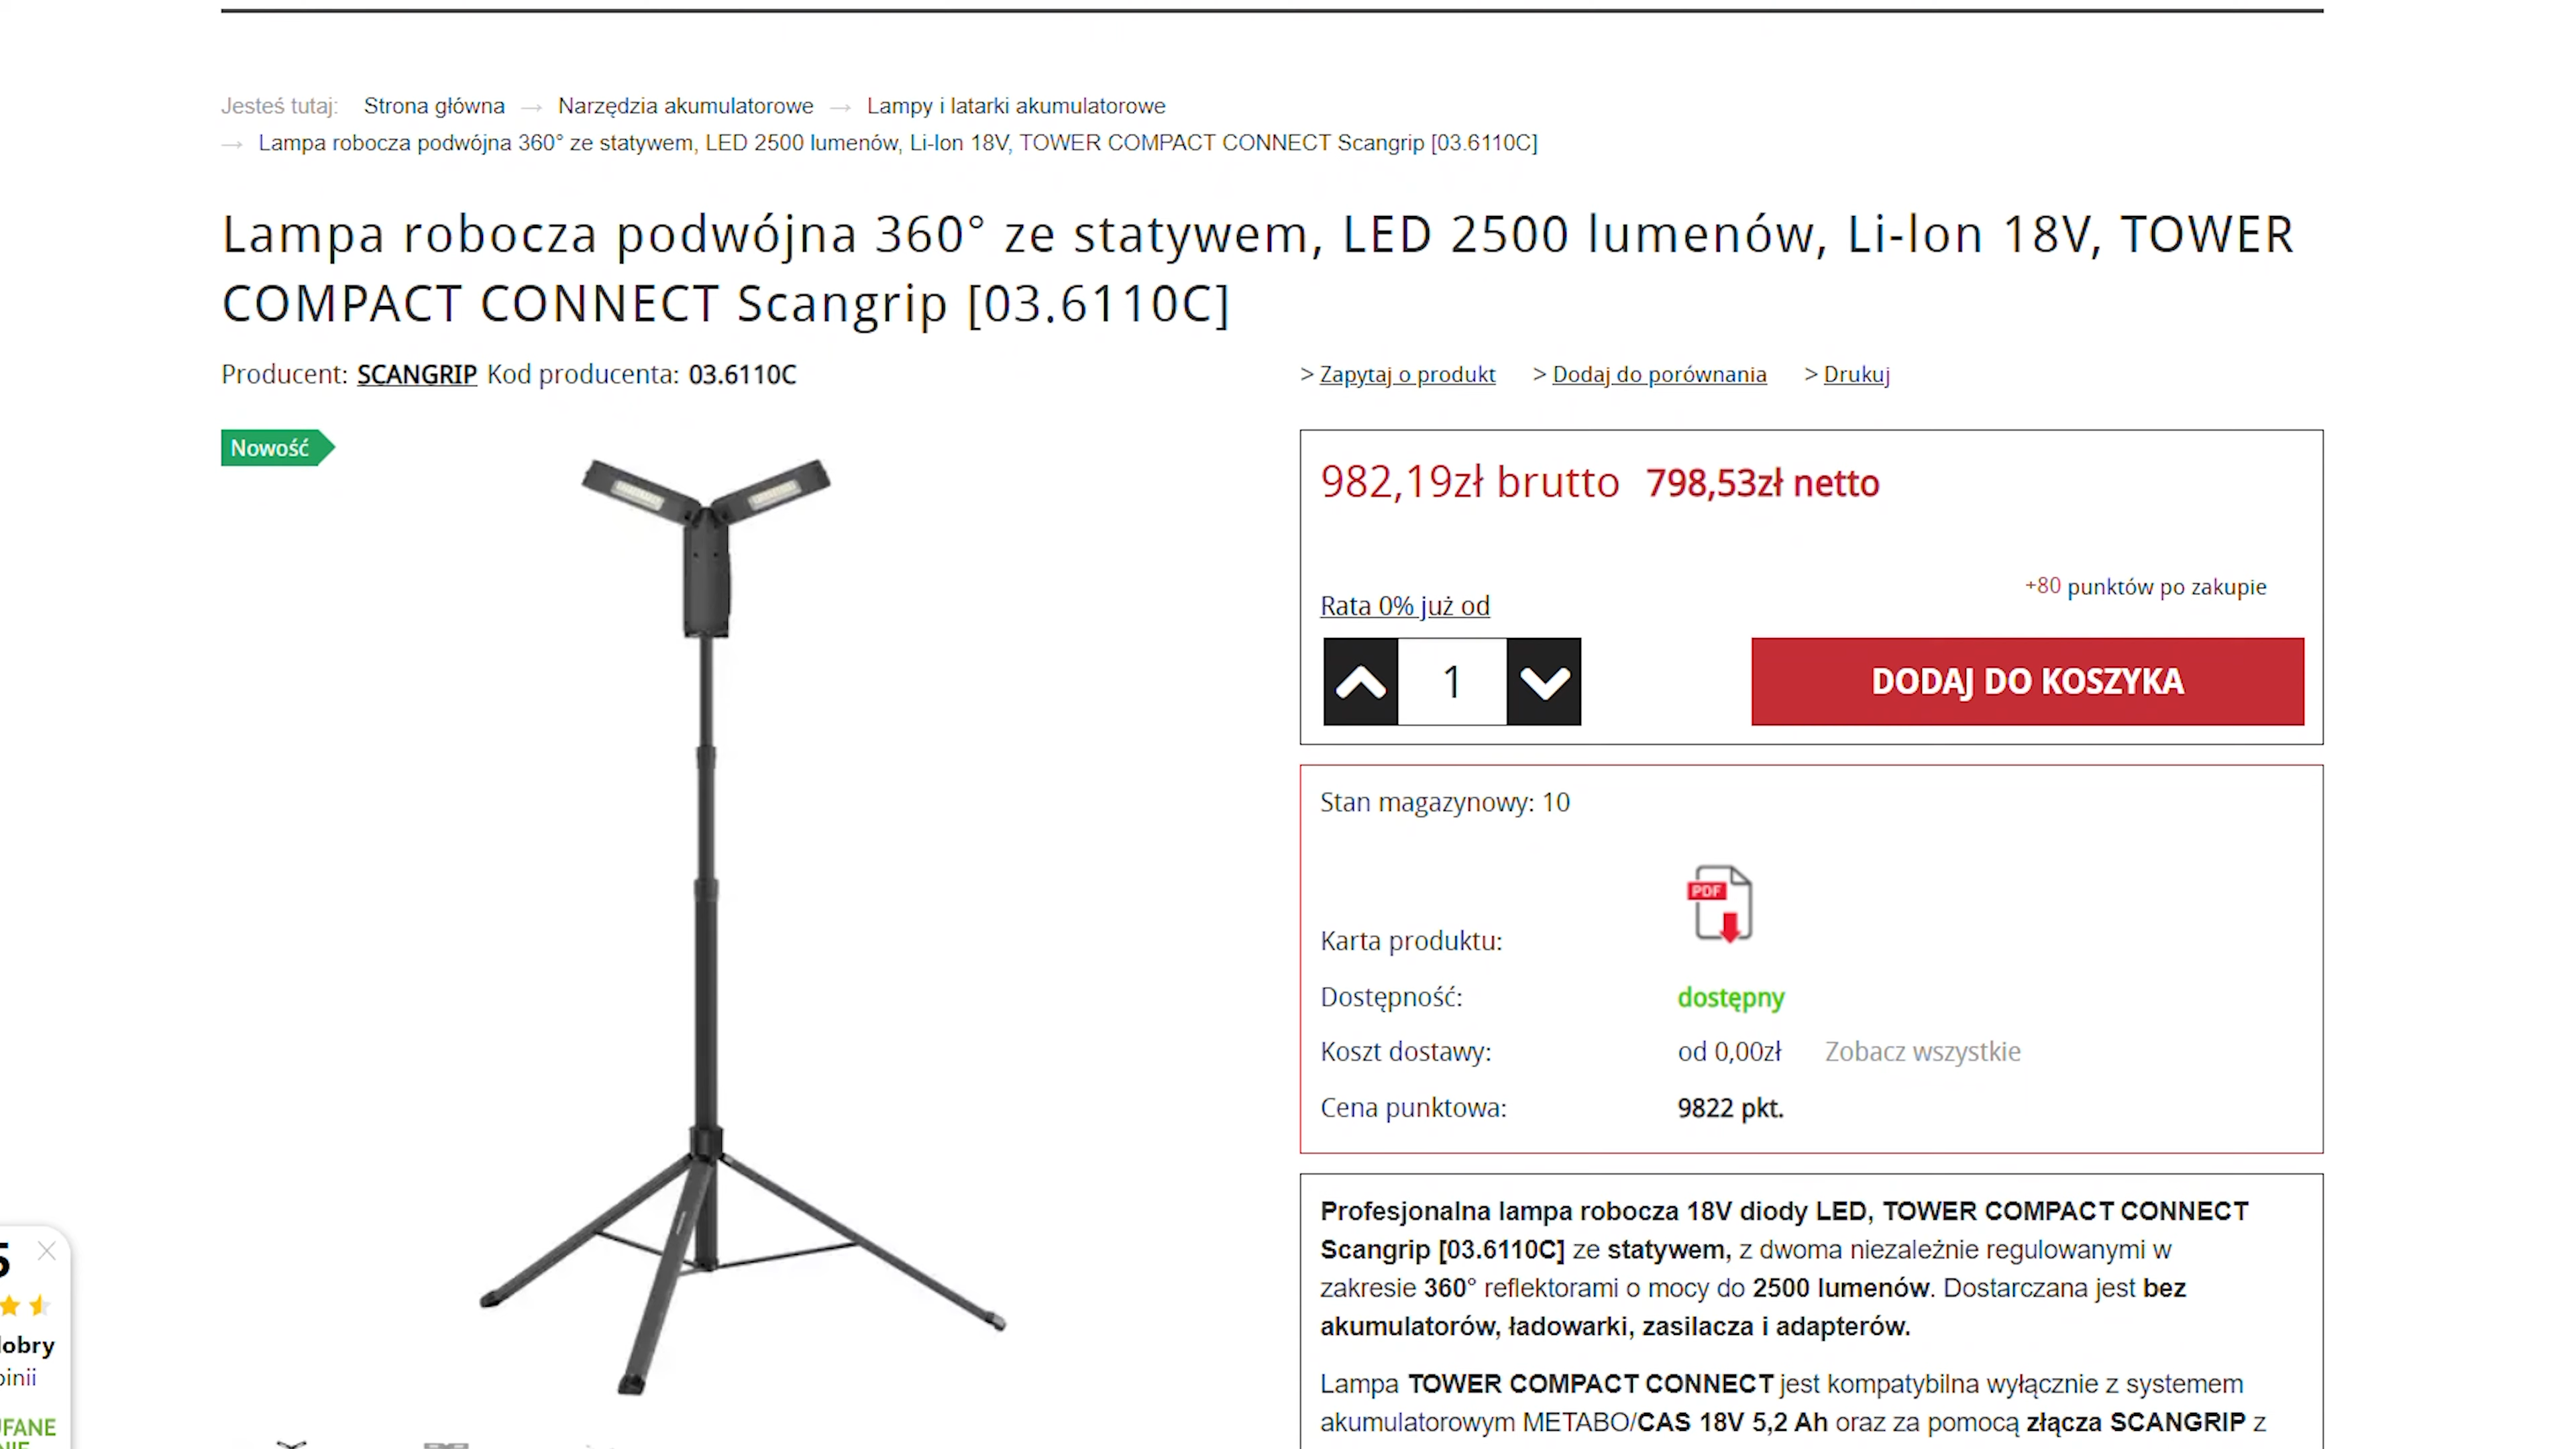 Jesteś tutaj: Strona główna → Narzędzia akumulatorowe → Lampy i latarki akumulatorowe
→ Lampa robocza podwójna 360° ze statywem, LED 2500 lumenów, Li-Ion 18V, TOWER COMPACT CONNECT Scangrip [03.6110C]
Lampa robocza podwójna 360° ze statywem, LED 2500 lumenów, Li-Ion 18V, TOWER
COMPACT CONNECT Scangrip [03.6110C]
Producent: SCANGRIP Kod producenta: 03.6110C
> Zapytaj o produkt > Dodaj do porównania > Drukuj
Nowość
982,19zł brutto 798,53zł netto
+80 punktów po zakupie
Rata 0% już od
1
DODAJ DO KOSZYKA
Stan magazynowy: 10
PDF
Karta produktu:
Dostępność: dostępny
Koszt dostawy: od 0,00zł Zobacz wszystkie
Cena punktowa: 9822 pkt.
Profesjonalna lampa robocza 18V diody LED, TOWER COMPACT CONNECT
Scangrip [03.6110C] ze statywem, z dwoma niezależnie regulowanymi w
zakresie 360° reflektorami o mocy do 2500 lumenów. Dostarczana jest bez
akumulatorów, ładowarki, zasilacza i adapterów.
Lampa TOWER COMPACT CONNECT jest kompatybilna wyłącznie z systemem
akumulatorowym METABO/CAS 18V 5,2 Ah oraz za pomocą złącza SCANGRIP z